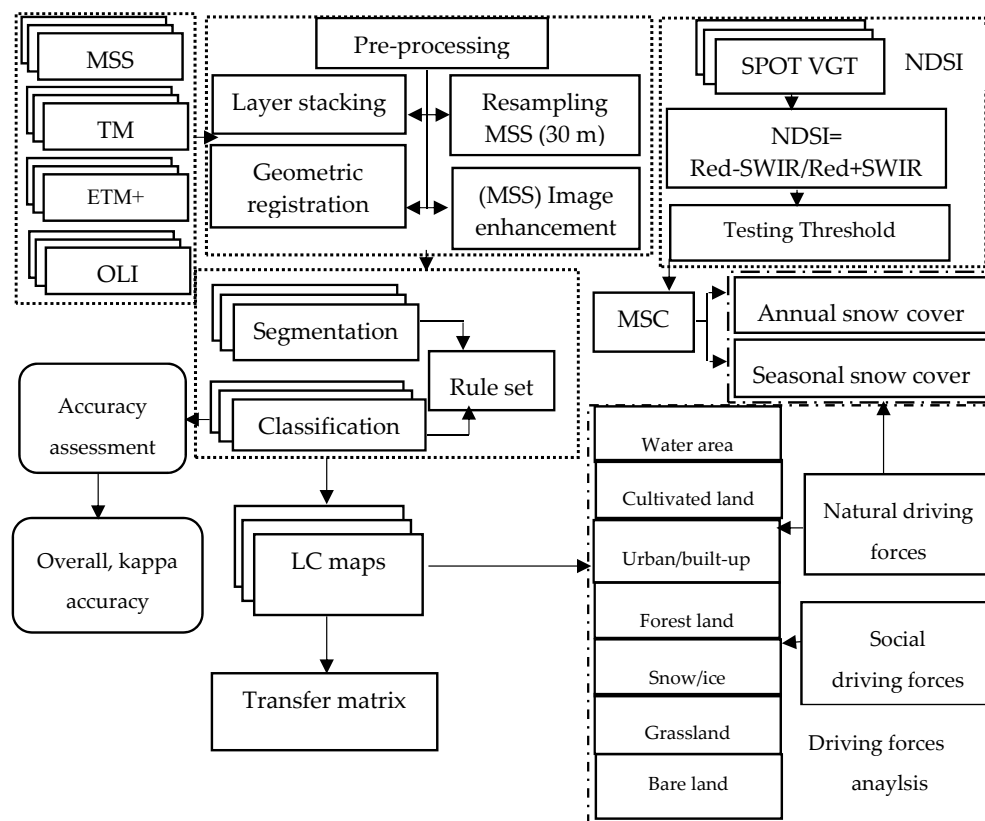 MSS
TM
ETM+
OLI
Pre-processing
Layer stacking
Resampling
MSS (30 m)
Geometric
registration
(MSS) Image
enhancement
SPOT VGT
NDSI
NDSI=
Red-SWIR/Red+SWIR
Testing Threshold
MSC
Annual snow cover
Seasonal snow cover
Segmentation
Rule set
Classification
Accuracy
assessment
Overall, kappa
accuracy
LC maps
Transfer matrix
Water area
Cultivated land
Urban/built-up
Forest land
Snow/ice
Grassland
Bare land
Natural driving
forces
Social
driving forces
Driving forces
anaylsis